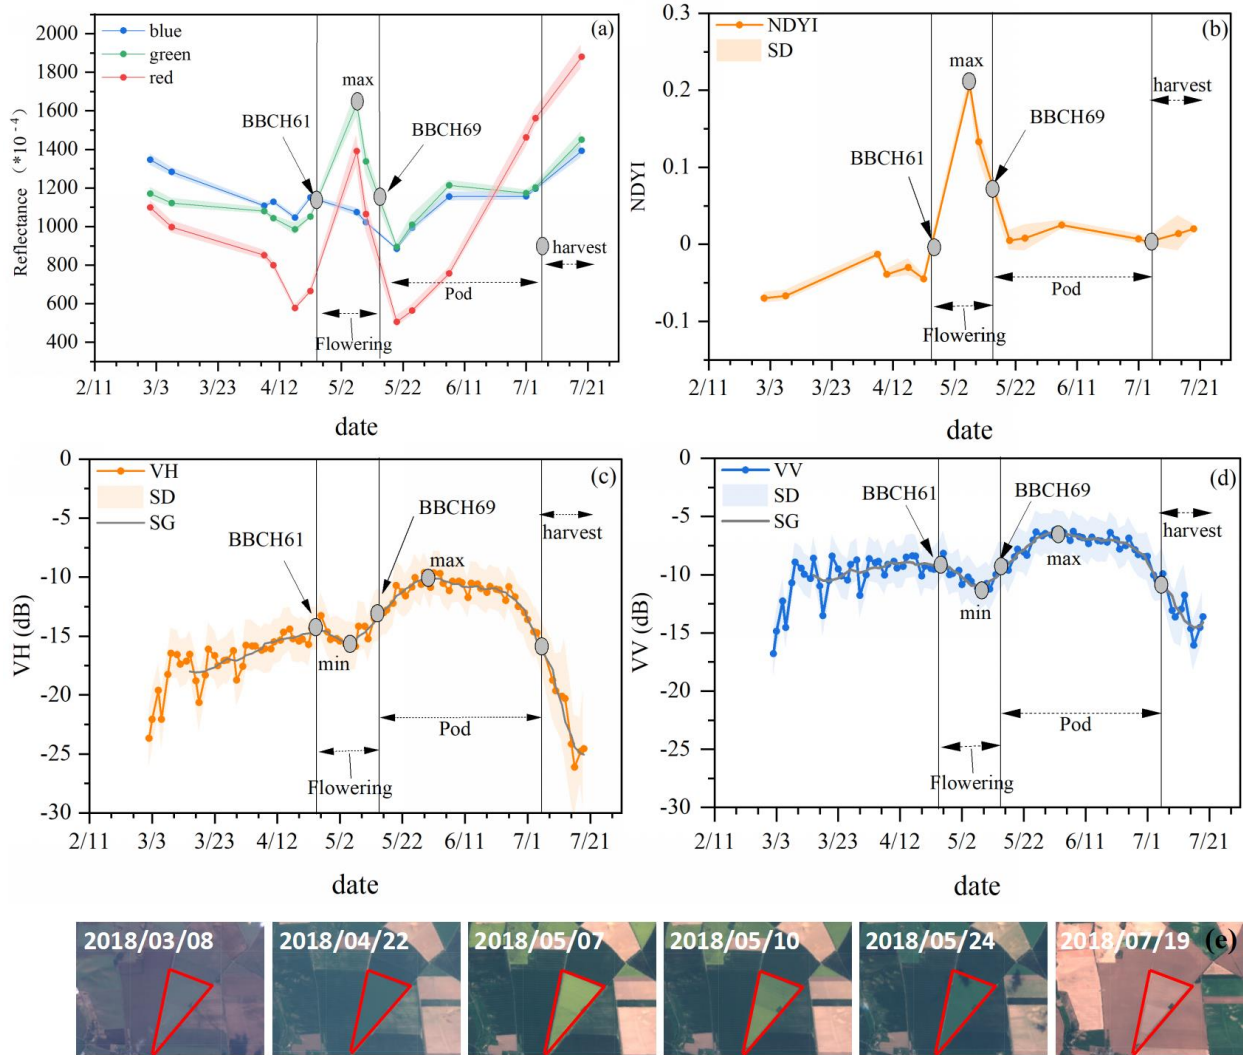 (a)
blue
green
red
2000
1800
1600
1400
1200
1000
800
600
400
Reflectance (*10⁻⁴)
max
BBCH61
BBCH69
harvest
Pod
Flowering
2/11 3/3 3/23 4/12 5/2 5/22 6/11 7/1 7/21
date
(b)
NDYI
SD
0.3
0.2
0.1
0
-0.1
NDYI
max
harvest
BBCH69
BBCH61
Pod
Flowering
2/11 3/3 3/23 4/12 5/2 5/22 6/11 7/1 7/21
date
(c)
VH
SD
SG
0
-5
-10
-15
-20
-25
-30
VH (dB)
BBCH69
harvest
BBCH61
max
min
Pod
Flowering
2/11 3/3 3/23 4/12 5/2 5/22 6/11 7/1 7/21
date
(d)
VV
SD
SG
0
-5
-10
-15
-20
-25
-30
VV (dB)
BBCH61
BBCH69
harvest
max
min
Pod
Flowering
2/11 3/3 3/23 4/12 5/2 5/22 6/11 7/1 7/21
date
2018/03/08 2018/04/22 2018/05/07 2018/05/10 2018/05/24 2018/07/19 (e)